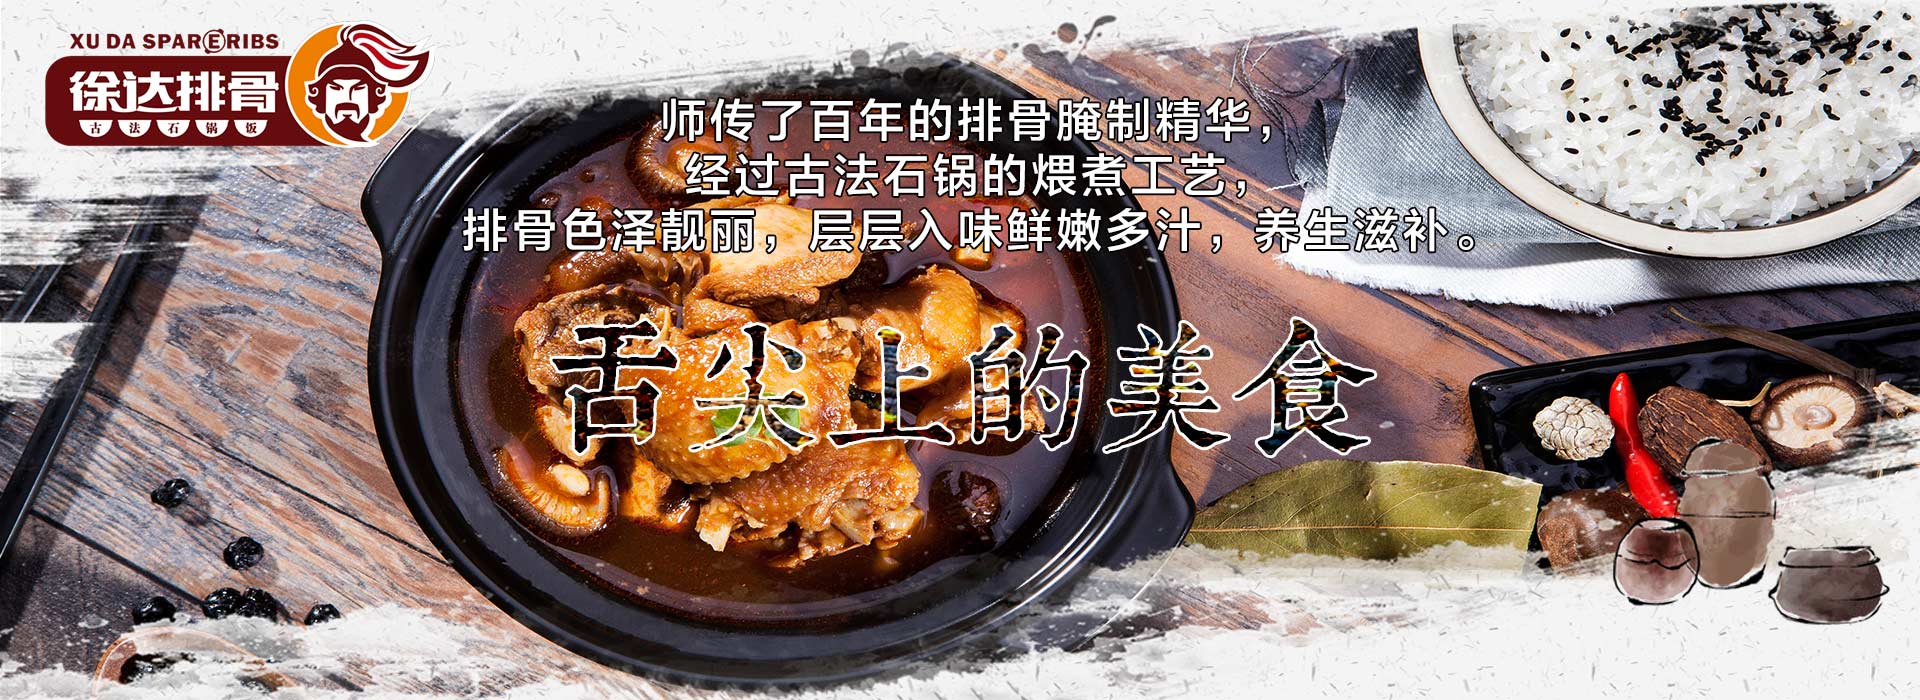 XU DA SPARERIBS
徐达排骨
古法石锅饭
师传了百年的排骨腌制精华，
经过古法石锅的煨煮工艺，
排骨色泽靓丽，层层入味鲜嫩多汁，养生滋补。
舌尖上的美食